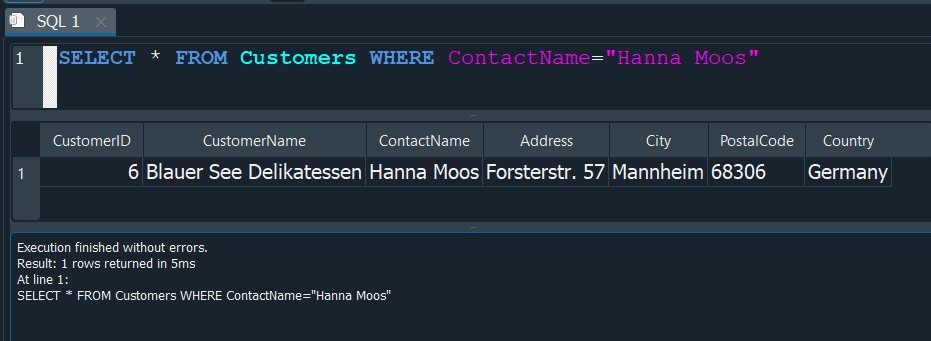 SQL 1
1 SELECT * FROM Customers WHERE ContactName="Hanna Moos"
CustomerID CustomerName ContactName Address City PostalCode Country
1 6 Blauer See Delikatessen Hanna Moos Forsterstr. 57 Mannheim 68306 Germany
Execution finished without errors.
Result: 1 rows returned in 5ms
At line 1:
SELECT * FROM Customers WHERE ContactName="Hanna Moos"